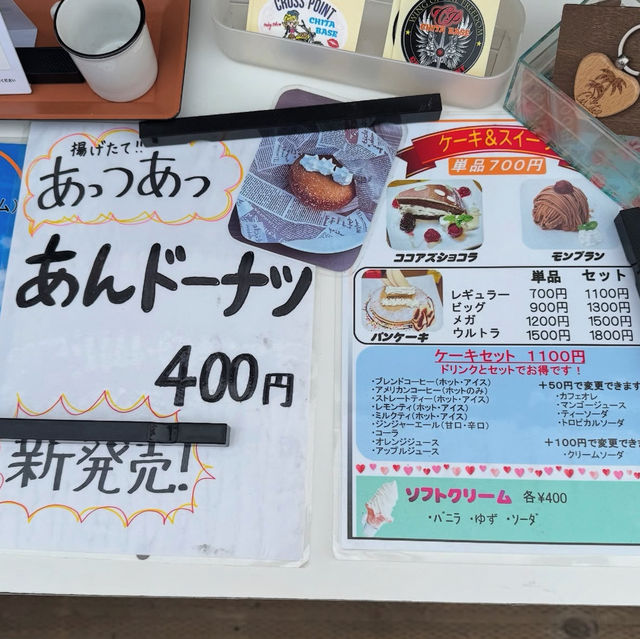 CROSS POINT
CHITA
BASE
揚げたて!!
あっつあっ
あんドーナツ
400円
新発売!
ケーキ&スイー
単品700円
ココアズショコラ
モンブラン
パンケーキ
単品 セット
レギュラー 700円 1100円
ビッグ 900円 1300円
メガ 1200円 1500円
ウルトラ 1500円 1800円
ケーキセット 1100円
ドリンクとセットでお得です!
・ブレンドコーヒー(ホット・アイス)
・アメリカンコーヒー(ホットのみ)
・ストレートティー(ホット・アイス)
・レモンティ(ホット・アイス)
・ミルクティ(ホット・アイス)
・ジンジャーエール(甘口・辛口)
・コーラ
・オレンジジュース
・アップルジュース
+50円で変更できます
・カフェオレ
・マンゴージュース
・ティーソーダ
・トロピカルソーダ
+100円で変更でき
・クリームソーダ
ソフトクリーム 各¥400
・バニラ ・ゆず ・ソーダ